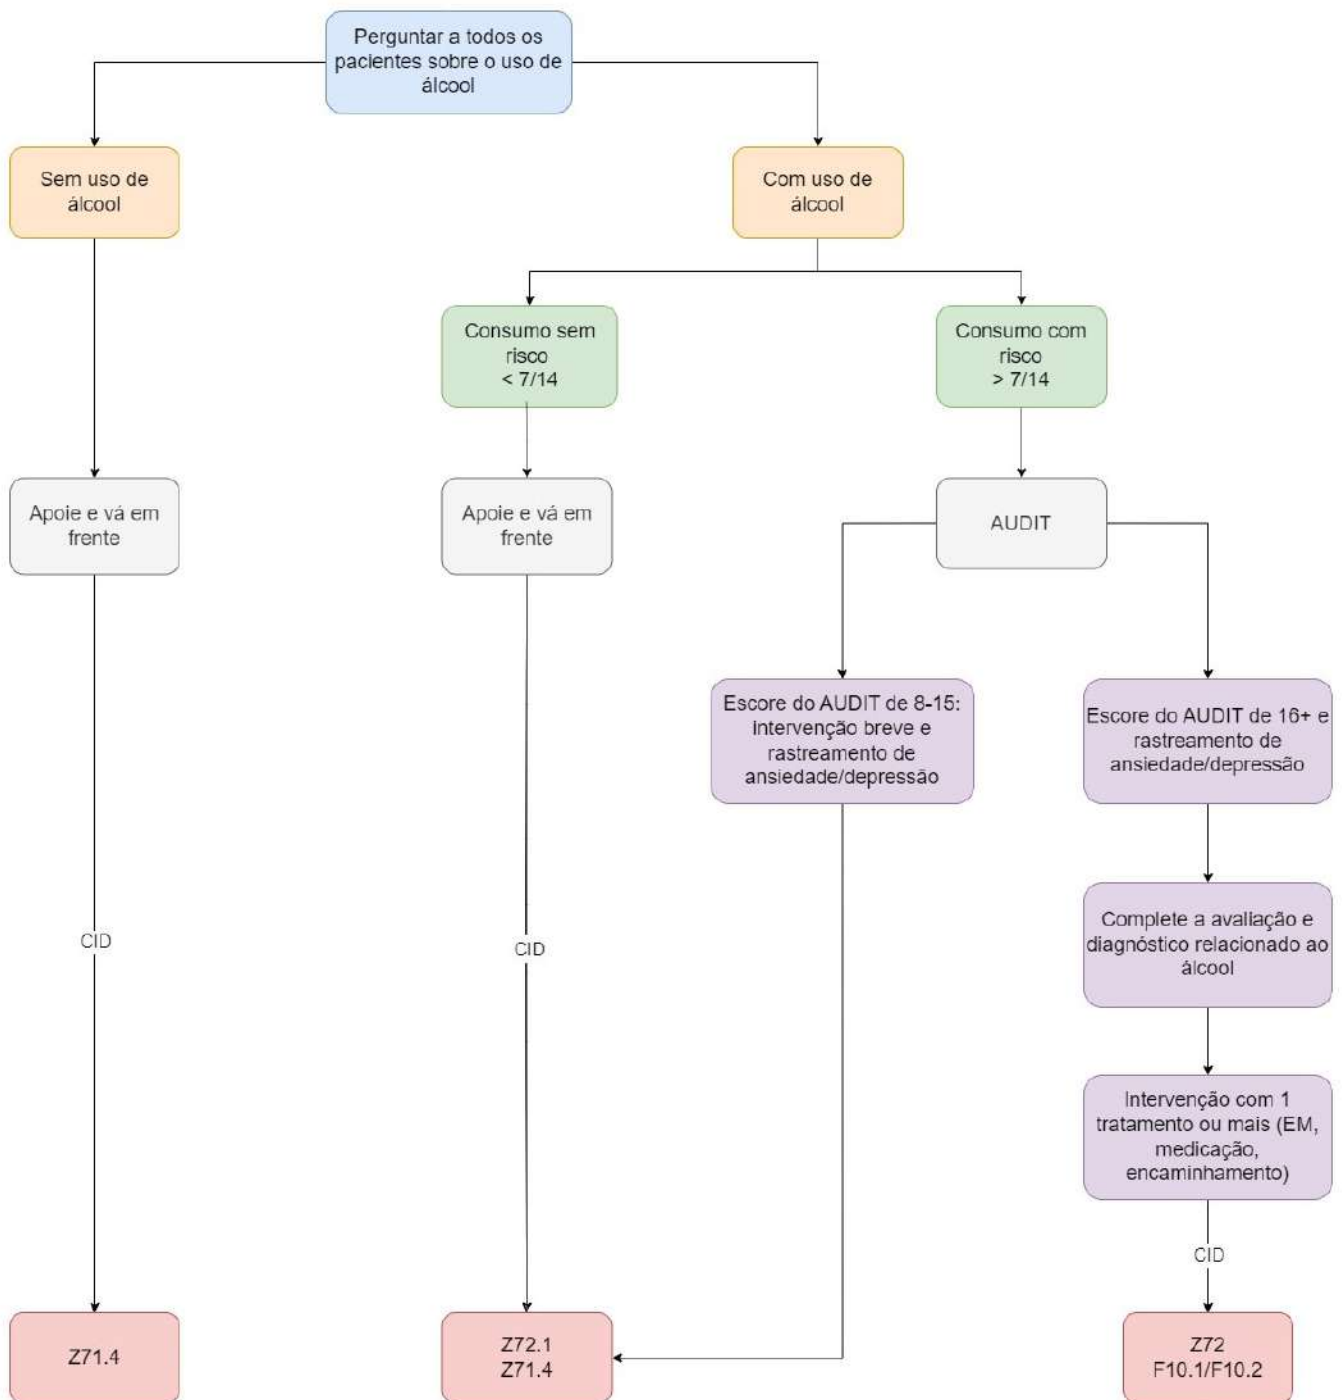 Perguntar a todos os
pacientes sobre o uso de
álcool
Sem uso de
álcool
Com uso de
álcool
Consumo sem
risco
< 7/14
Consumo com
risco
> 7/14
Apoie e vá em
frente
Apoie e vá em
frente
AUDIT
Escore do AUDIT de 8-15:
intervenção breve e
rastreamento de
ansiedade/depressão
Escore do AUDIT de 16+ e
rastreamento de
ansiedade/depressão
Complete a avaliação e
diagnóstico relacionado ao
álcool
Intervenção com 1
tratamento ou mais (EM,
medicação,
encaminhamento)
CID
CID
CID
Z71.4
Z72.1
Z71.4
Z72
F10.1/F10.2